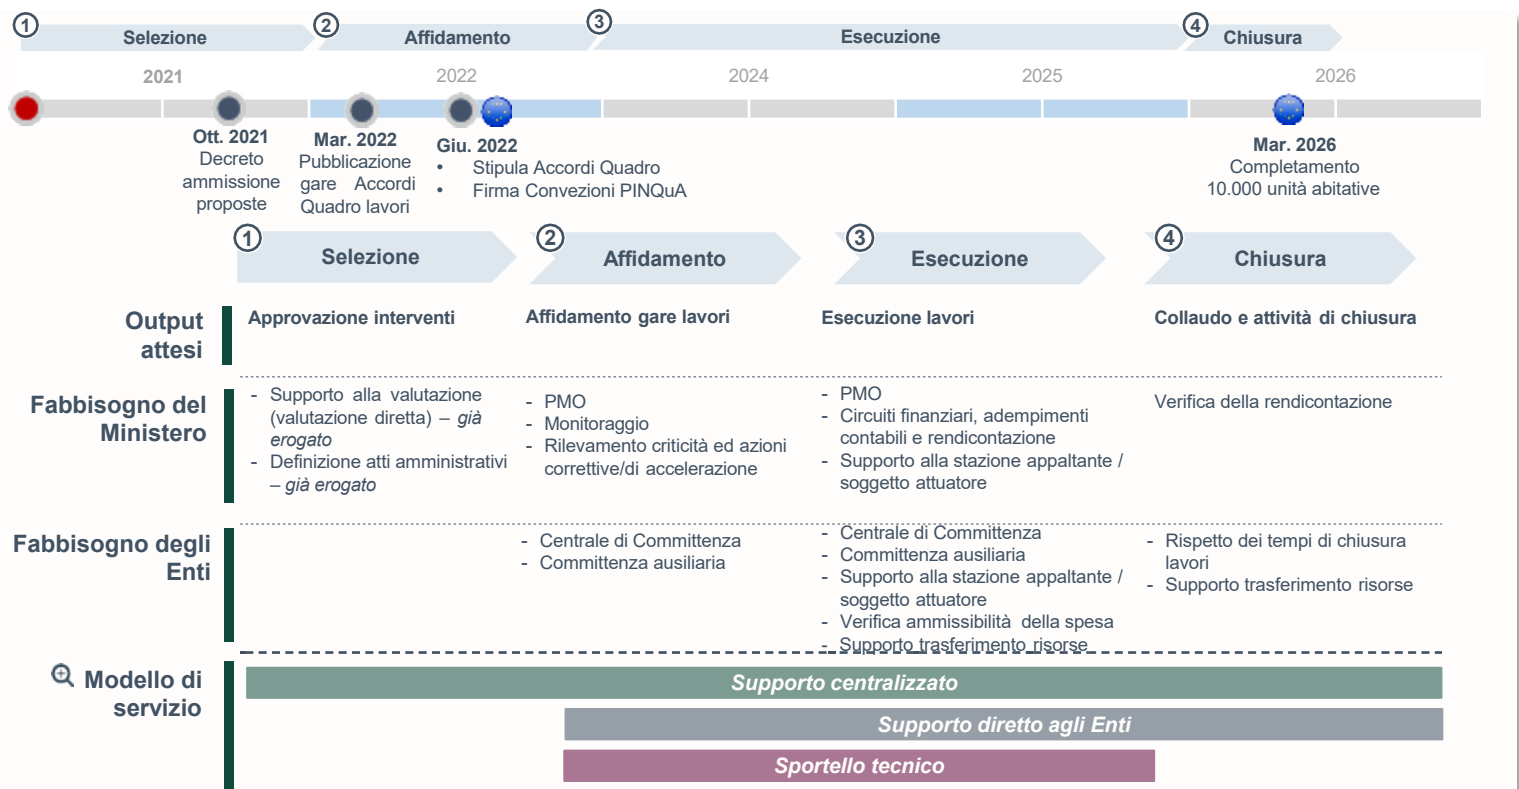 1
Selezione
2
Affidamento
3
Esecuzione
4
Chiusura
2021
2022
2024
2025
2026
Ott. 2021
Decreto
ammissione
proposte
Mar. 2022
Pubblicazione
gare Accordi
Quadro lavori
Giu. 2022
• Stipula Accordi Quadro
• Firma Convezioni PINQuA
Mar. 2026
Completamento
10.000 unità abitative
1
Selezione
2
Affidamento
3
Esecuzione
4
Chiusura
Output
attesi
Approvazione interventi
Affidamento gare lavori
Esecuzione lavori
Collaudo e attività di chiusura
Fabbisogno del
Ministero
- Supporto alla valutazione
(valutazione diretta) – già
erogato
- Definizione atti amministrativi
– già erogato
- PMO
- Monitoraggio
- Rilevamento criticità ed azioni
correttive/di accelerazione
- PMO
- Circuiti finanziari, adempimenti
contabili e rendicontazione
- Supporto alla stazione appaltante /
soggetto attuatore
Verifica della rendicontazione
Fabbisogno degli
Enti
- Centrale di Committenza
- Committenza ausiliaria
- Centrale di Committenza
- Committenza ausiliaria
- Supporto alla stazione appaltante /
soggetto attuatore
- Verifica ammissibilità della spesa
- Supporto trasferimento risorse
- Rispetto dei tempi di chiusura
lavori
- Supporto trasferimento risorse
Modello di
servizio
Supporto centralizzato
Supporto diretto agli Enti
Sportello tecnico